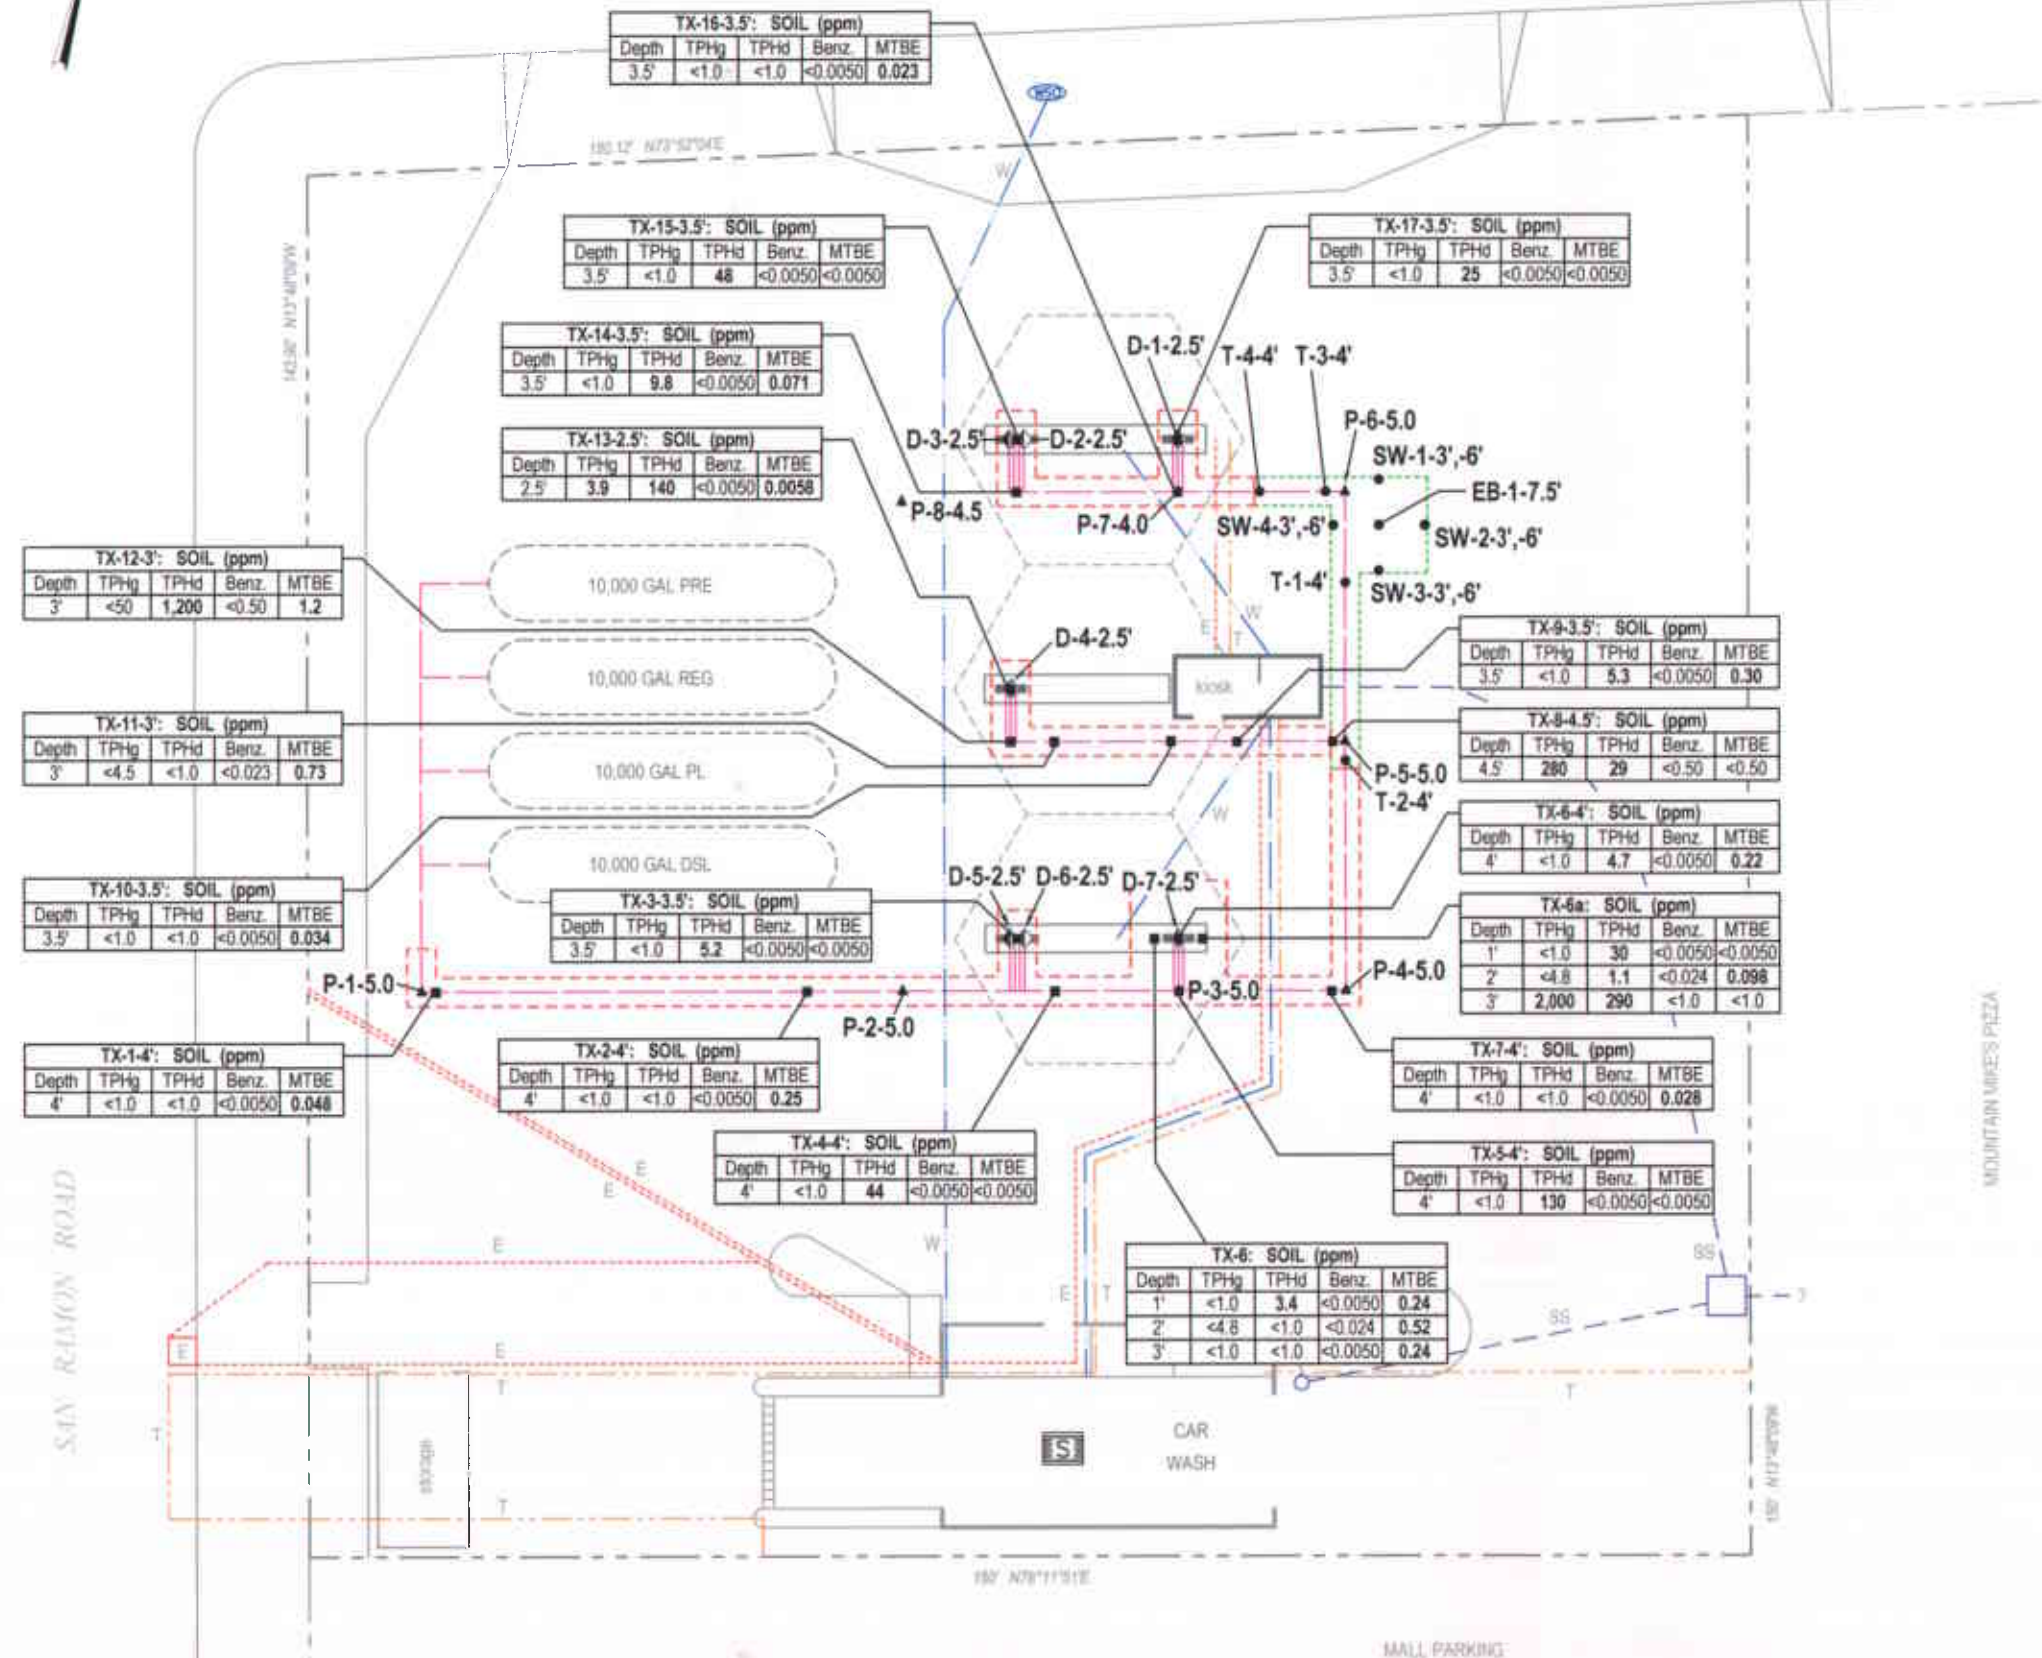 TX-16-3.5': SOIL (ppm)
Depth TPHg TPHd Benz. MTBE
3.5' <1.0 <1.0 <0.0050 0.023
W
180.12' N73°52'04"E
TX-15-3.5': SOIL (ppm)
Depth TPHg TPHd Benz. MTBE
3.5' <1.0 48 <0.0050 <0.0050
TX-17-3.5': SOIL (ppm)
Depth TPHg TPHd Benz. MTBE
3.5' <1.0 25 <0.0050 <0.0050
TX-14-3.5': SOIL (ppm)
Depth TPHg TPHd Benz. MTBE
3.5' <1.0 9.8 <0.0050 0.071
D-1-2.5'
T-4-4'
T-3-4'
P-6-5.0
TX-13-2.5': SOIL (ppm)
Depth TPHg TPHd Benz. MTBE
2.5' 3.9 140 <0.0050 0.0058
D-3-2.5'
D-2-2.5'
SW-1-3',-6'
EB-1-7.5'
P-8-4.5
P-7-4.0
SW-4-3',-6'
SW-2-3',-6'
TX-12-3': SOIL (ppm)
Depth TPHg TPHd Benz. MTBE
3' <50 1,200 <0.50 1.2
10,000 GAL PRE
T-1-4'
SW-3-3',-6'
W
E
T
D-4-2.5'
TX-9-3.5': SOIL (ppm)
Depth TPHg TPHd Benz. MTBE
3.5' <1.0 5.3 <0.0050 0.30
10,000 GAL REG
kiosk
TX-11-3': SOIL (ppm)
Depth TPHg TPHd Benz. MTBE
3' <4.5 <1.0 <0.023 0.73
TX-8-4.5': SOIL (ppm)
Depth TPHg TPHd Benz. MTBE
4.5' 280 29 <0.50 <0.50
10,000 GAL PL
P-5-5.0
T-2-4'
W
TX-6-4': SOIL (ppm)
Depth TPHg TPHd Benz. MTBE
4' <1.0 4.7 <0.0050 0.22
10,000 GAL DSL
TX-10-3.5': SOIL (ppm)
Depth TPHg TPHd Benz. MTBE
3.5' <1.0 <1.0 <0.0050 0.034
TX-3-3.5': SOIL (ppm)
Depth TPHg TPHd Benz. MTBE
3.5' <1.0 5.2 <0.0050 <0.0050
D-5-2.5'
D-6-2.5'
D-7-2.5'
TX-6a: SOIL (ppm)
Depth TPHg TPHd Benz. MTBE
1' <1.0 30 <0.0050 <0.0050
2' <4.8 1.1 <0.024 0.098
3' 2,000 290 <1.0 <1.0
P-1-5.0
P-2-5.0
P-3-5.0
P-4-5.0
TX-1-4': SOIL (ppm)
Depth TPHg TPHd Benz. MTBE
4' <1.0 <1.0 <0.0050 0.048
TX-2-4': SOIL (ppm)
Depth TPHg TPHd Benz. MTBE
4' <1.0 <1.0 <0.0050 0.25
TX-7-4': SOIL (ppm)
Depth TPHg TPHd Benz. MTBE
4' <1.0 <1.0 <0.0050 0.028
MOUNTAIN MIKE'S PIZZA
TX-4-4': SOIL (ppm)
Depth TPHg TPHd Benz. MTBE
4' <1.0 44 <0.0050 <0.0050
TX-5-4': SOIL (ppm)
Depth TPHg TPHd Benz. MTBE
4' <1.0 130 <0.0050 <0.0050
E
E
SAN RAMON ROAD
E
W
E
T
TX-6: SOIL (ppm)
Depth TPHg TPHd Benz. MTBE
1' <1.0 3.4 <0.0050 0.24
2' <4.8 <1.0 <0.024 0.52
3' <1.0 <1.0 <0.0050 0.24
SS
SS
?
E
E
T
T
T
storage
S
CAR
WASH
T
MALL PARKING